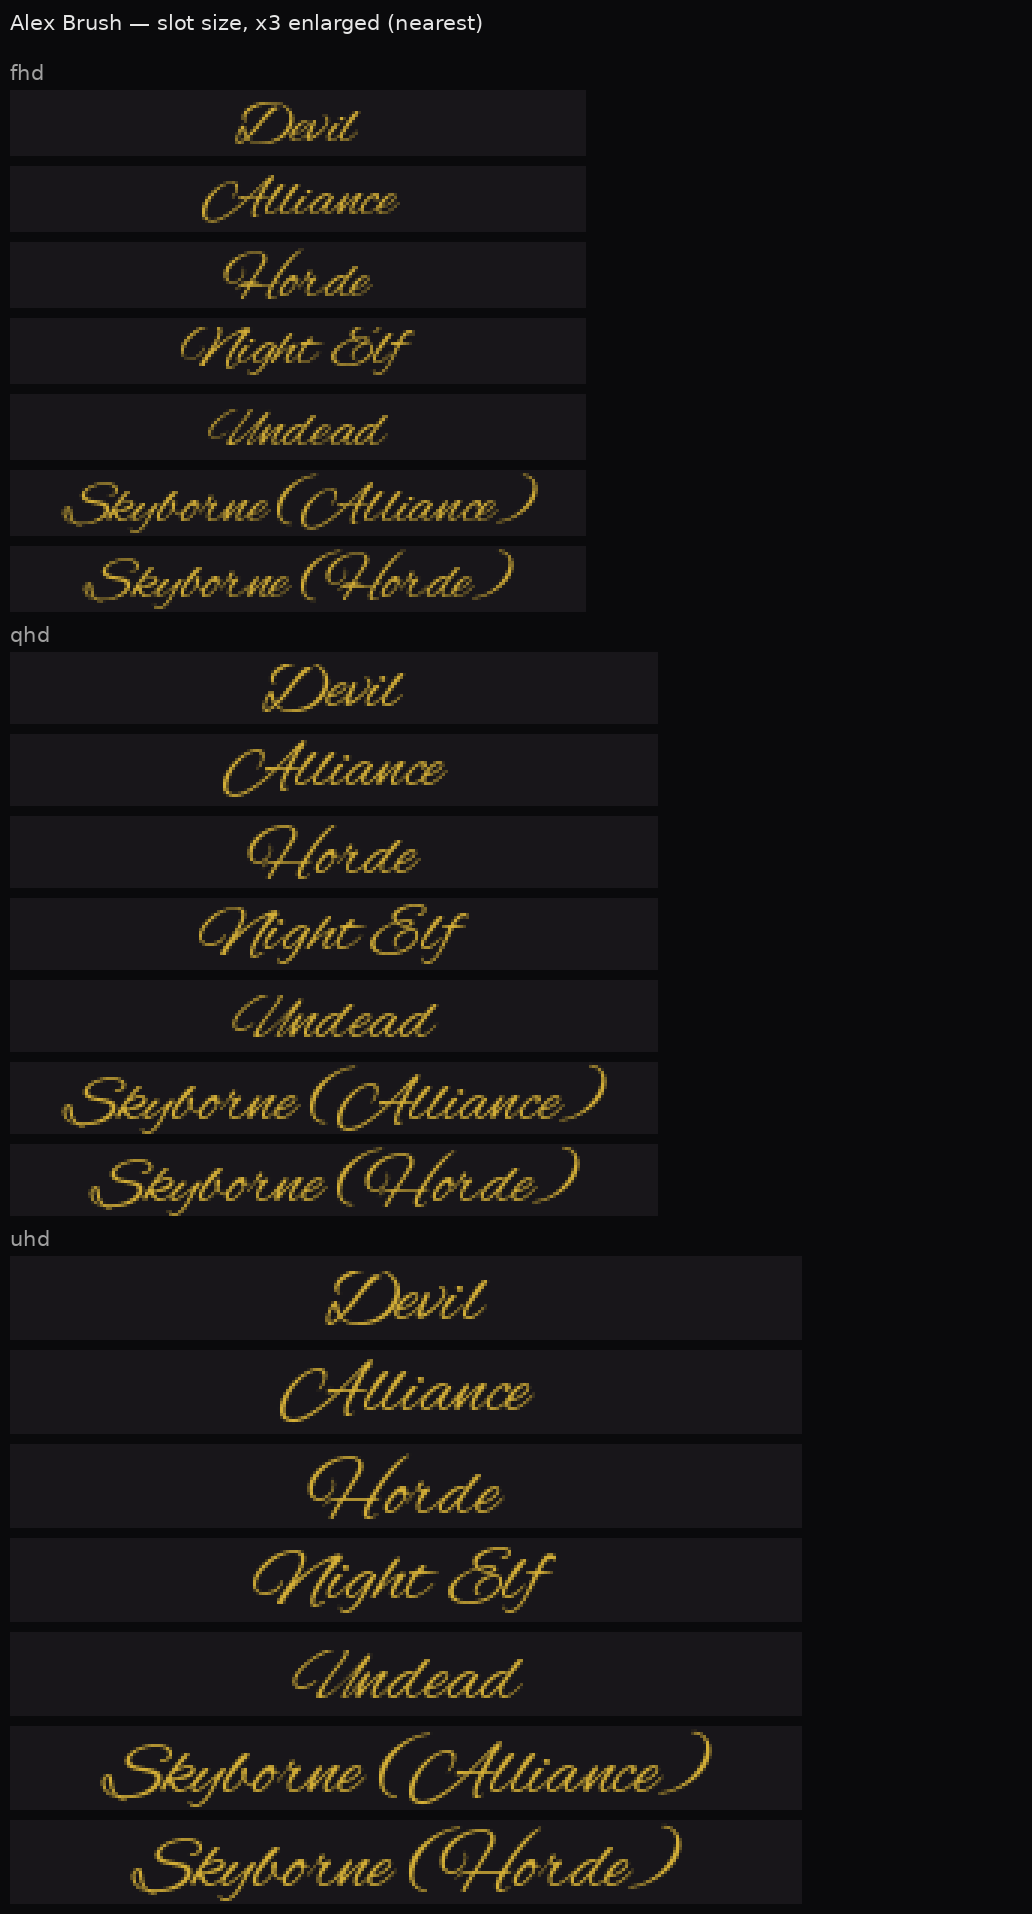 Alex Brush — slot size, x3 enlarged (nearest)
fhd
Devil
Alliance
Horde
Night Elf
Undead
Skyborne (Alliance)
Skyborne (Horde)
qhd
Devil
Alliance
Horde
Night Elf
Undead
Skyborne (Alliance)
Skyborne (Horde)
uhd
Devil
Alliance
Horde
Night Elf
Undead
Skyborne (Alliance)
Skyborne (Horde)